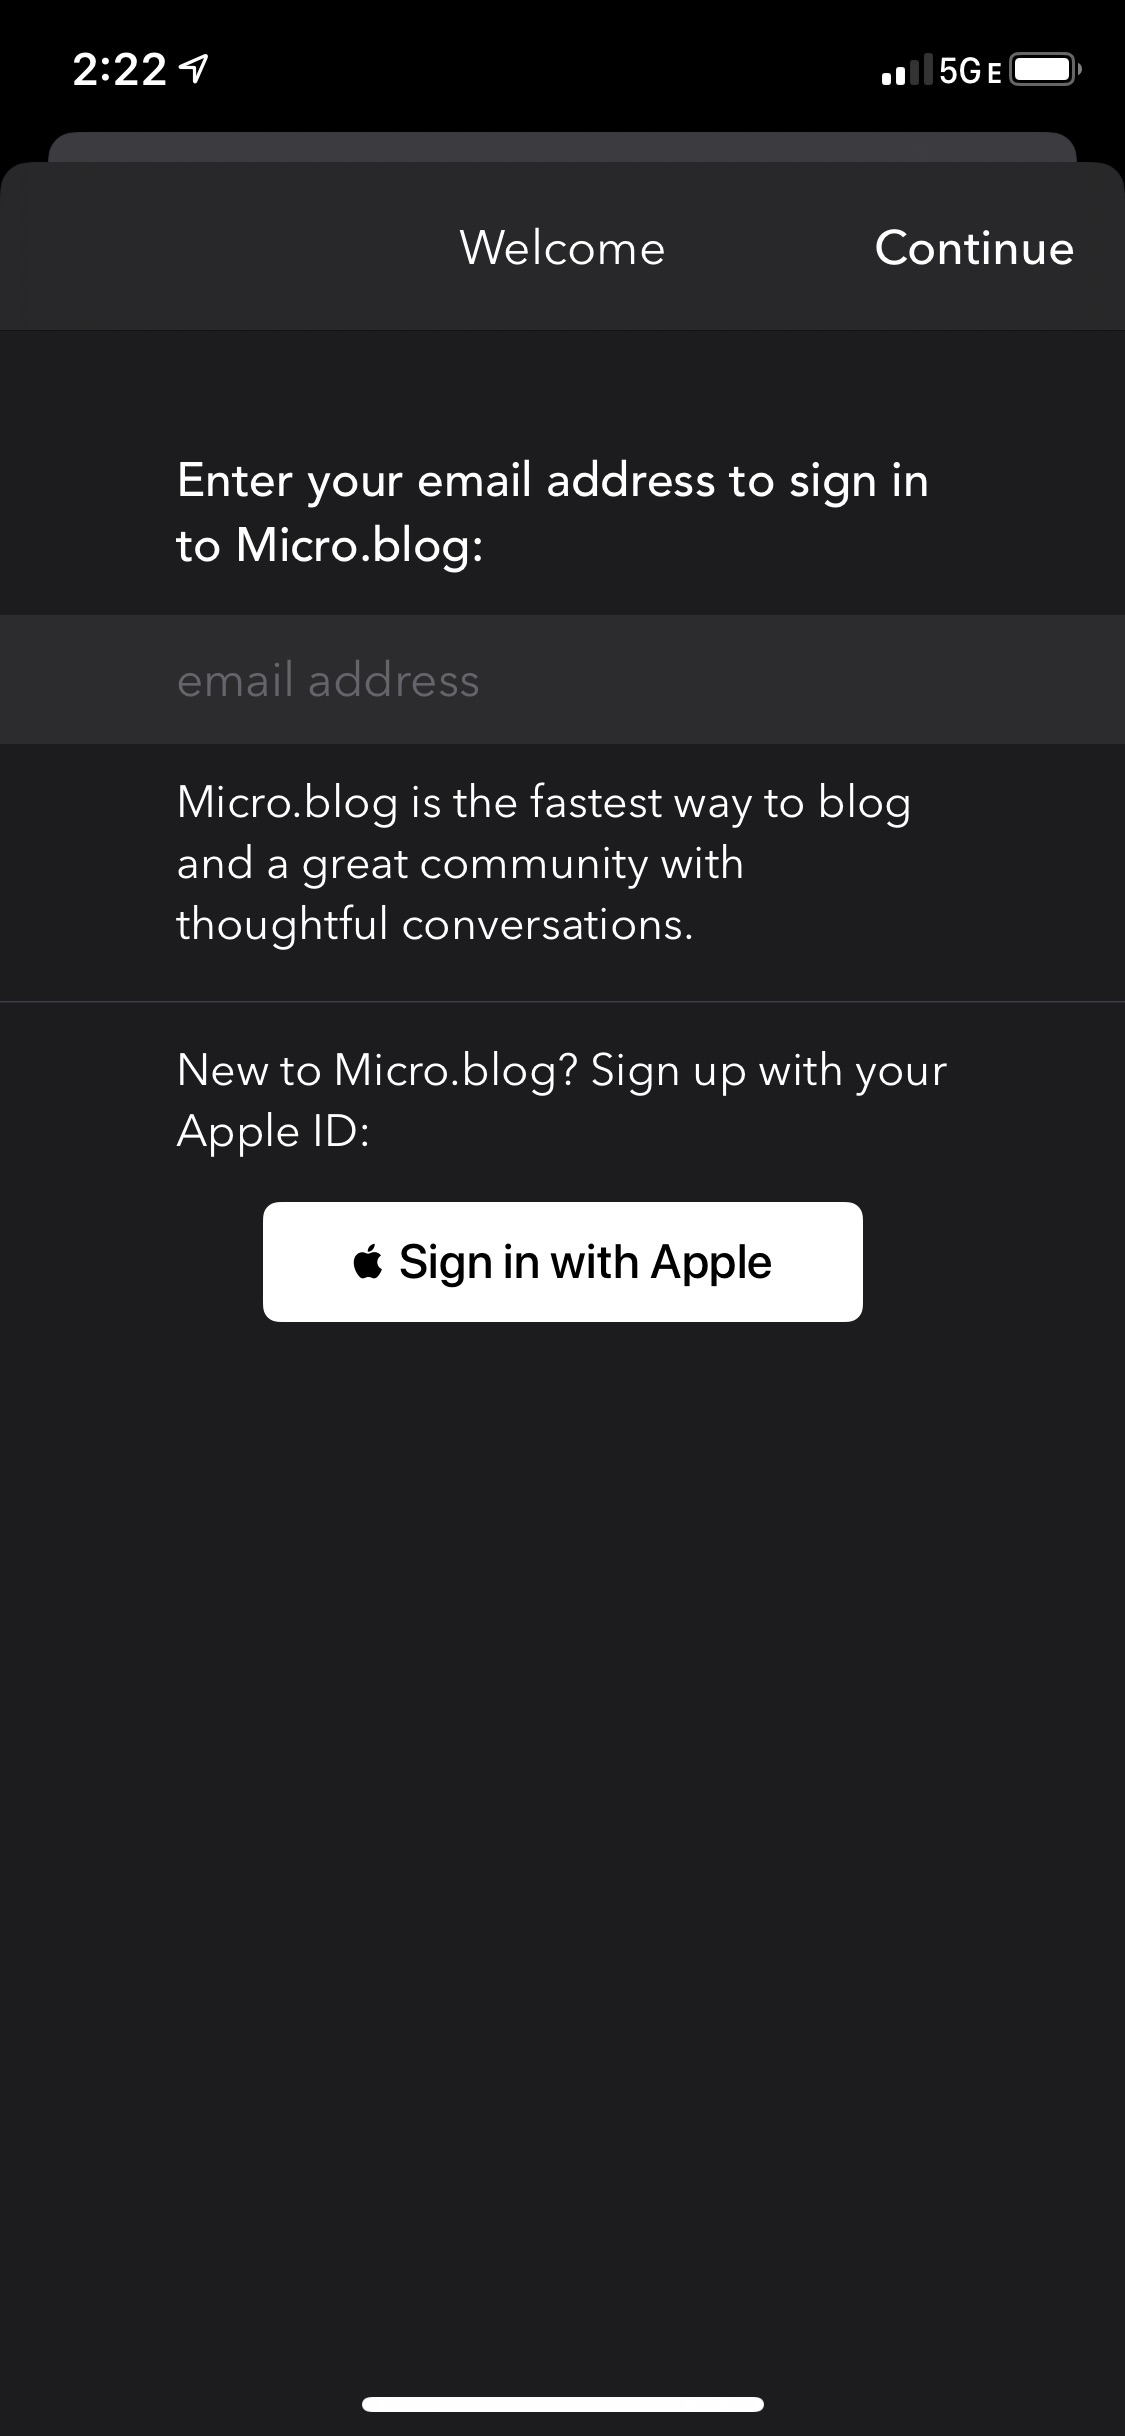 2:22
5G E
Welcome
Continue
Enter your email address to sign in
to Micro.blog:
email address
Micro.blog is the fastest way to blog
and a great community with
thoughtful conversations.
New to Micro.blog? Sign up with your
Apple ID:
Sign in with Apple